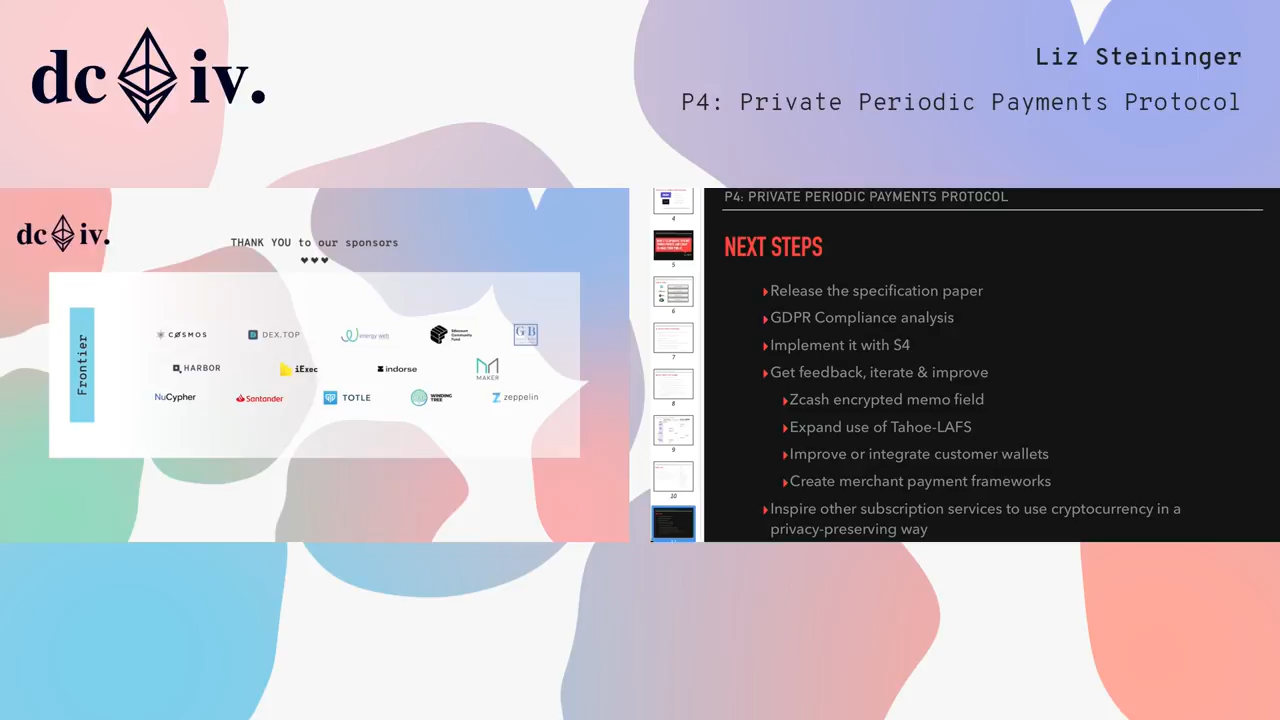 dc iv.
Liz Steininger
P4: Private Periodic Payments Protocol
dc iv.
THANK YOU to our sponsors
Frontier
COSMOS
DEX.TOP
energy web
Ethereum
Community
Fund
GB
HARBOR
iExec
indorse
MAKER
NuCypher
Santander
TOTLE
WINDING
TREE
zeppelin
4
5
6
7
8
9
10
P4: PRIVATE PERIODIC PAYMENTS PROTOCOL
NEXT STEPS
Release the specification paper
GDPR Compliance analysis
Implement it with S4
Get feedback, iterate & improve
Zcash encrypted memo field
Expand use of Tahoe-LAFS
Improve or integrate customer wallets
Create merchant payment frameworks
Inspire other subscription services to use cryptocurrency in a
privacy-preserving way